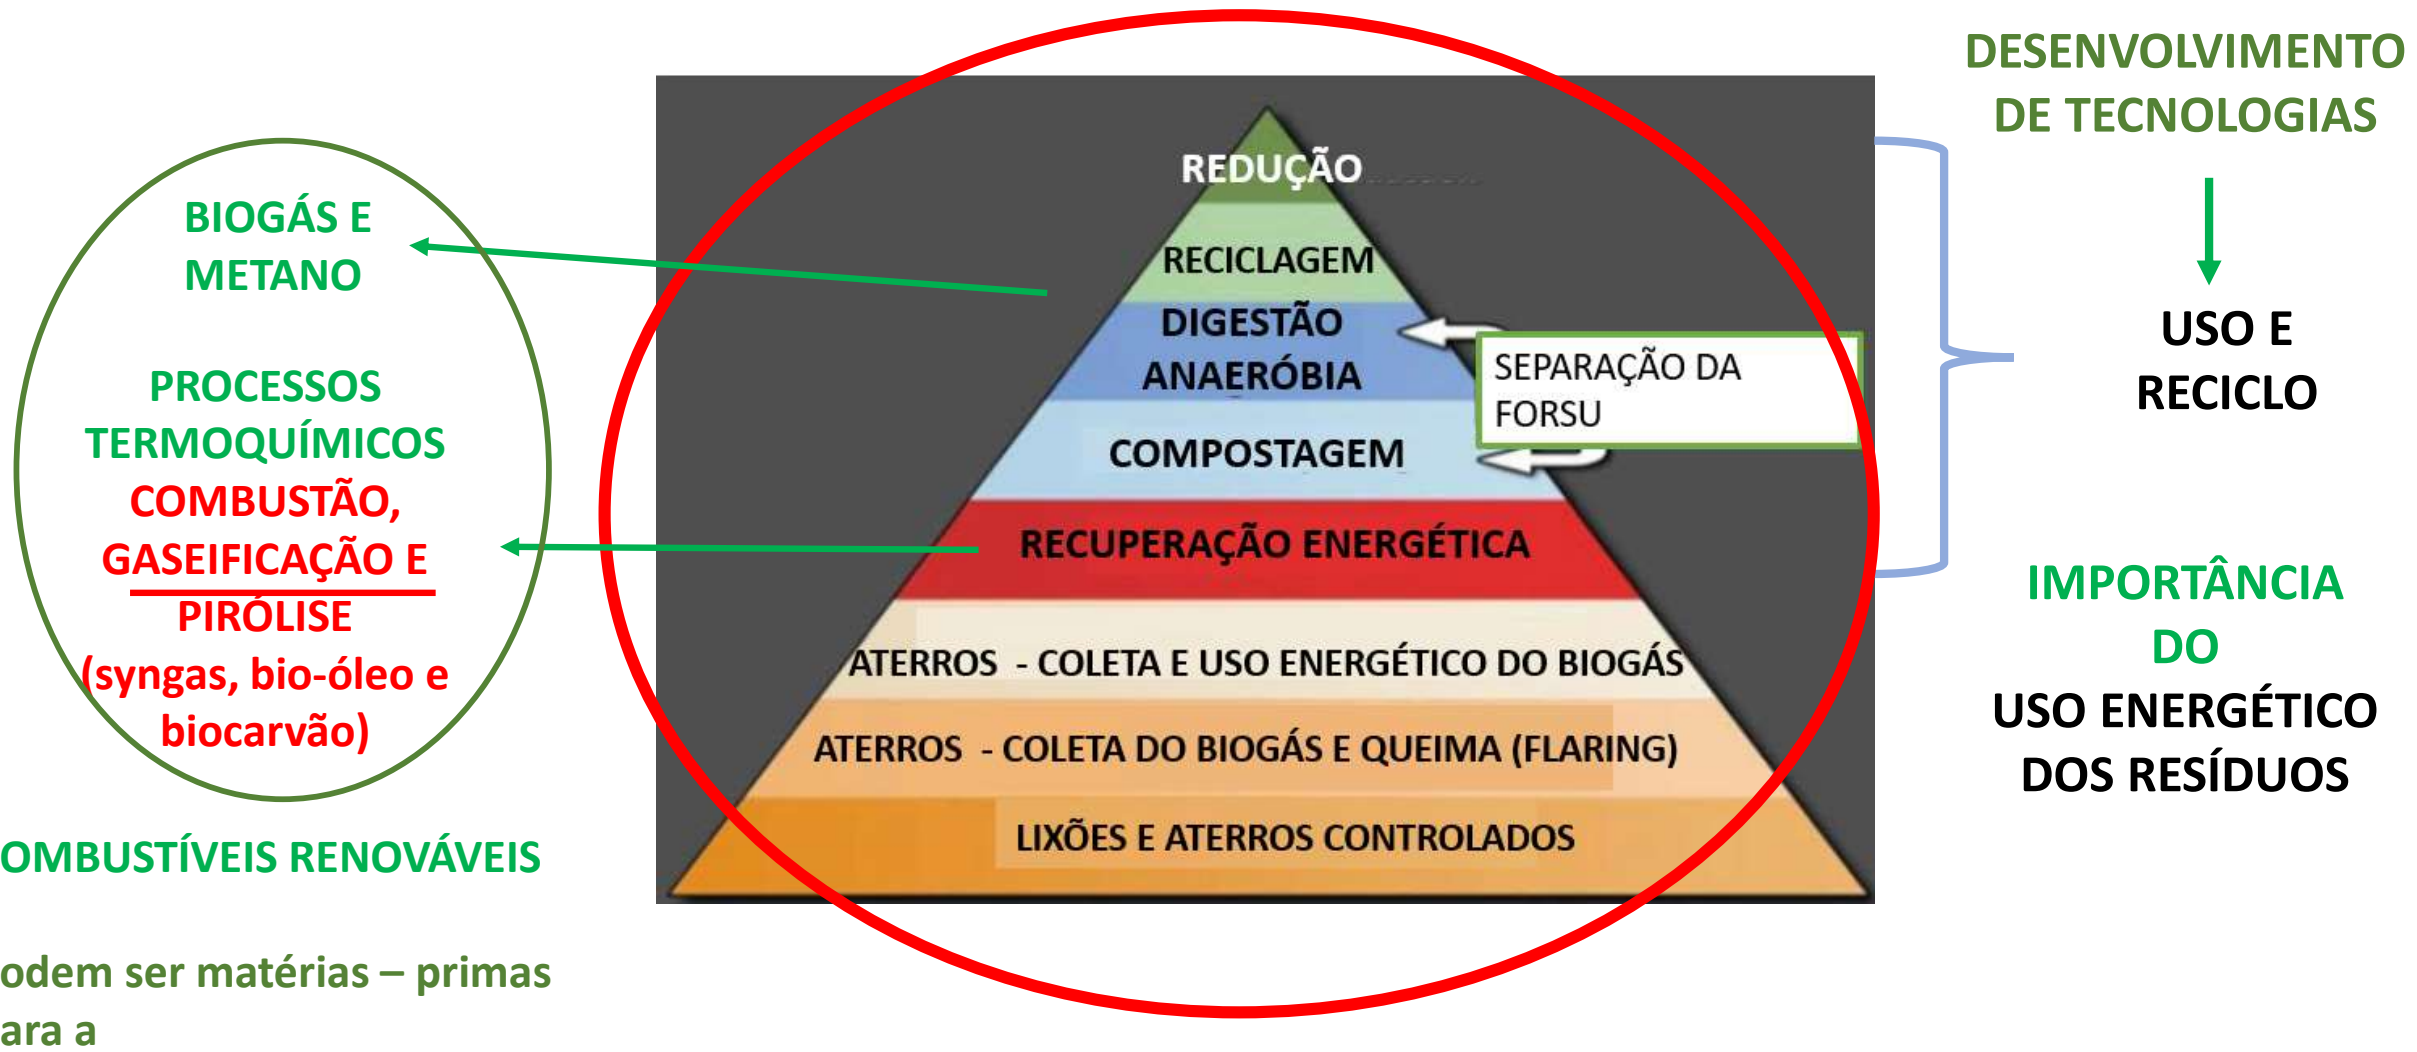 BIOGÁS E
METANO
PROCESSOS
TERMOQUÍMICOS
COMBUSTÃO,
GASEIFICAÇÃO E
PIRÓLISE
(syngas, bio-óleo e
biocarvão)
OMBUSTÍVEIS RENOVÁVEIS
odem ser matérias – primas
ara a
REDUÇÃO
RECICLAGEM
DIGESTÃO
ANAERÓBIA
COMPOSTAGEM
SEPARAÇÃO DA
FORSU
RECUPERAÇÃO ENERGÉTICA
ATERROS - COLETA E USO ENERGÉTICO DO BIOGÁS
ATERROS - COLETA DO BIOGÁS E QUEIMA (FLARING)
LIXÕES E ATERROS CONTROLADOS
DESENVOLVIMENTO
DE TECNOLOGIAS
USO E
RECICLO
IMPORTÂNCIA
DO
USO ENERGÉTICO
DOS RESÍDUOS